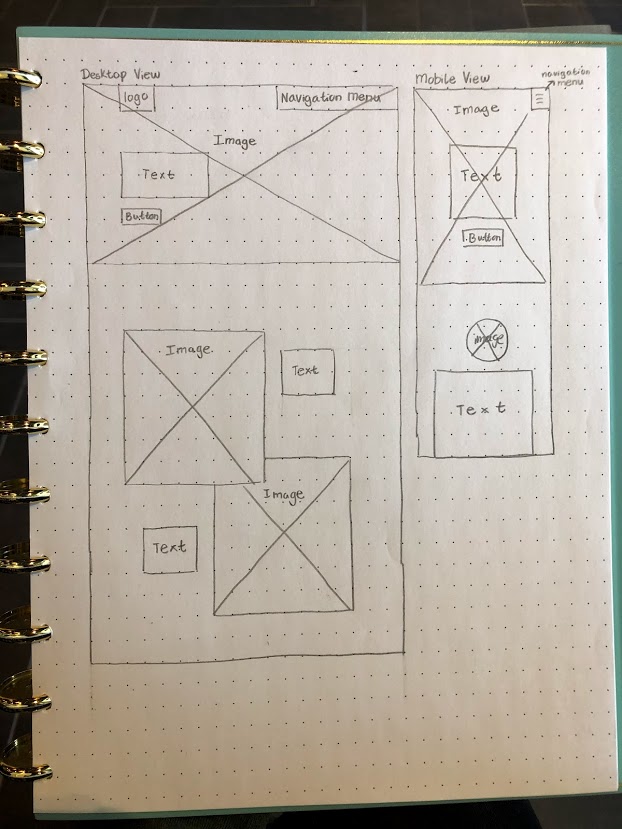 Desktop View
logo
Navigation Menu
Image
Text
Button
Image
Text
Image
Text
Mobile View
navigation
menu
Image
Text
Button
image
Text